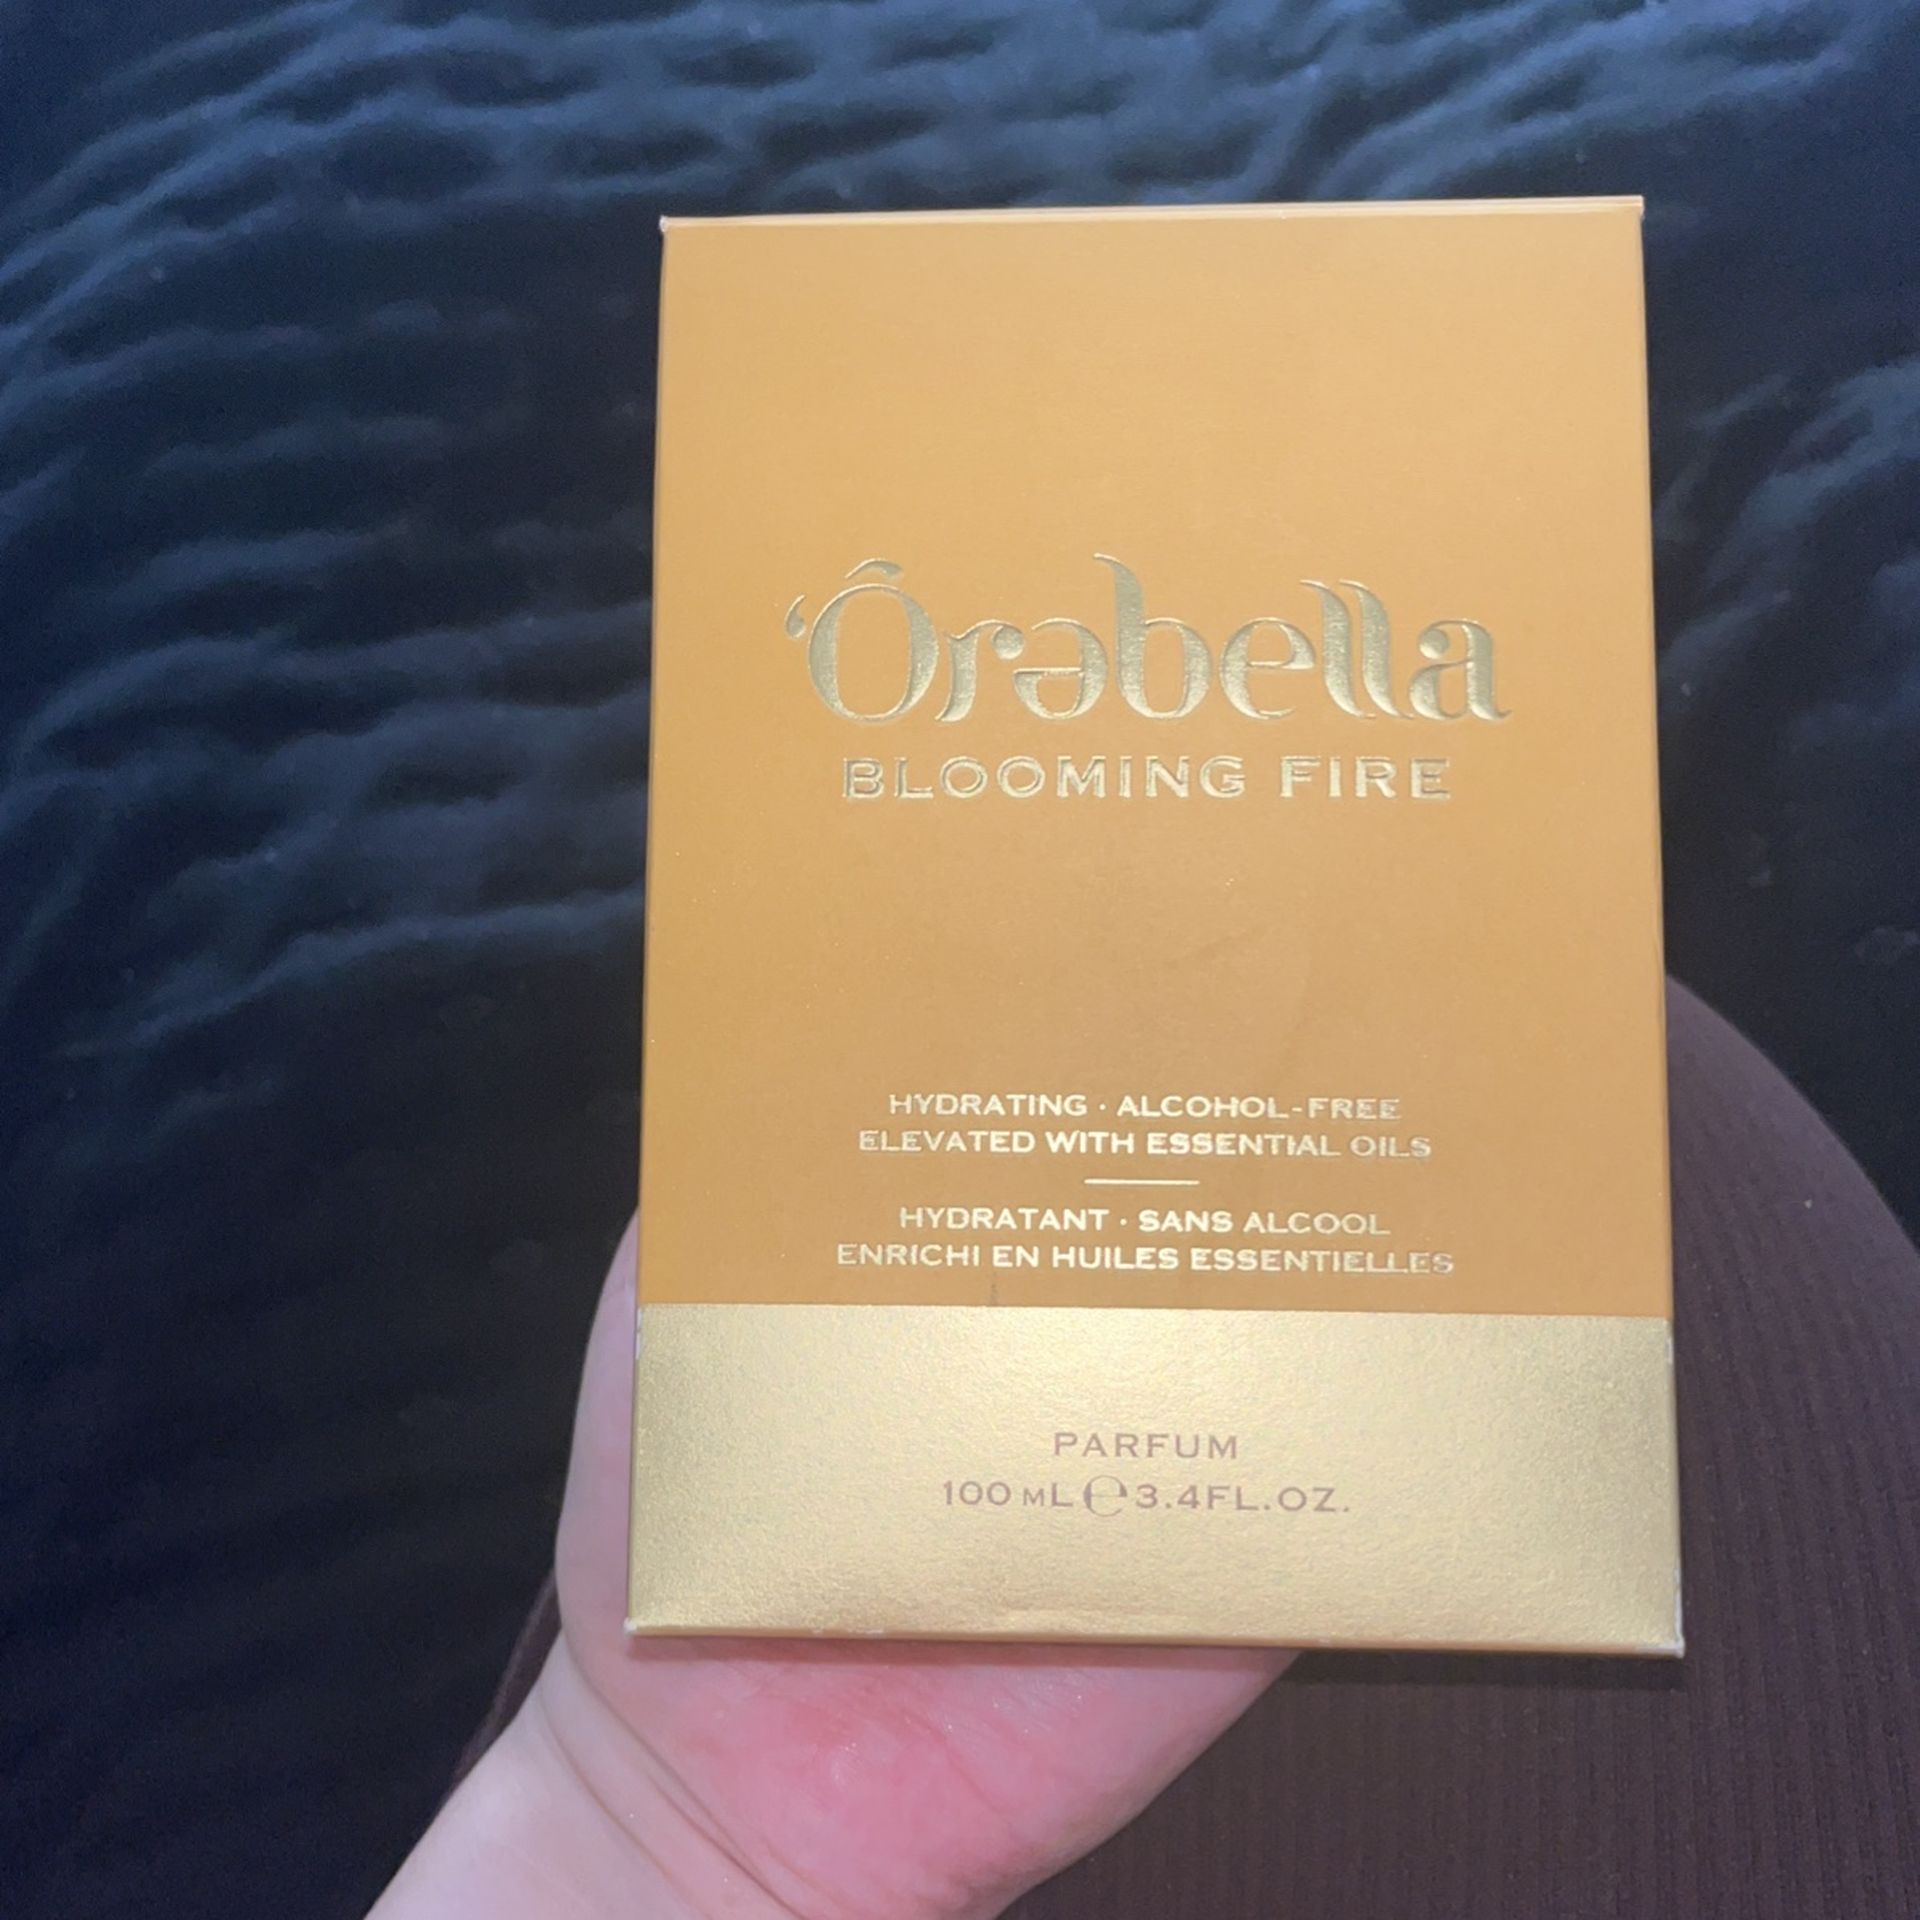 ‘Ôrəbella
BLOOMING FIRE
HYDRATING · ALCOHOL-FREE
ELEVATED WITH ESSENTIAL OILS
HYDRATANT · SANS ALCOOL
ENRICHI EN HUILES ESSENTIELLES
PARFUM
100 mL ℮ 3.4FL.OZ.